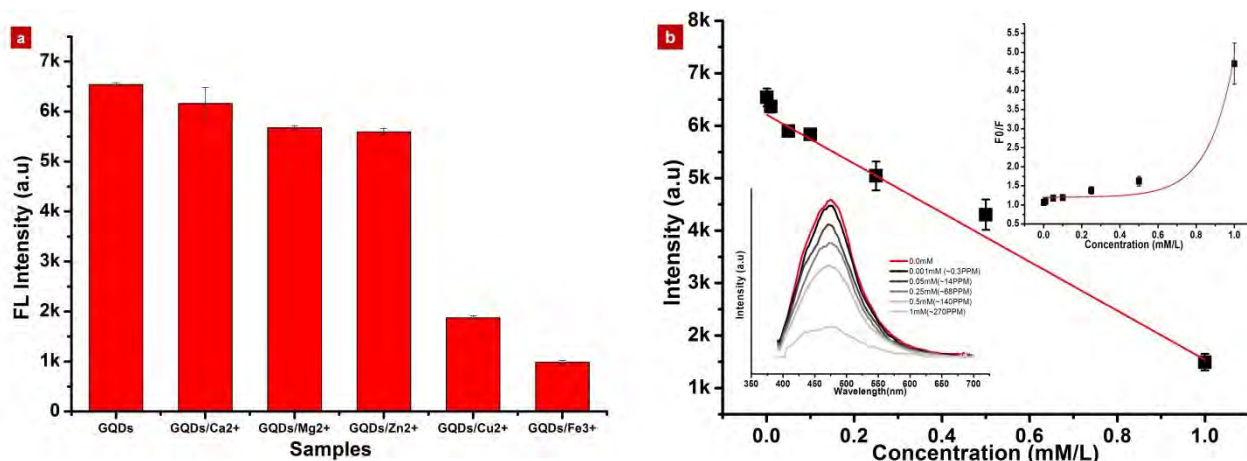 a
7k
6k
5k
4k
3k
2k
1k
0
FL Intensity (a.u)
GQDs GQDs/Ca2+ GQDs/Mg2+ GQDs/Zn2+ GQDs/Cu2+ GQDs/Fe3+
Samples
b
8k
7k
6k
5k
4k
3k
2k
1k
Intensity (a.u)
0.0 0.2 0.4 0.6 0.8 1.0
Concentration (mM/L)
5.5
5.0
4.5
4.0
3.5
3.0
2.5
2.0
1.5
1.0
0.5
F0/F
0.0 0.2 0.4 0.6 0.8 1.0
Concentration (mM/L)
Intensity (a.u)
0.0mM
0.001mM (~0.3PPM)
0.05mM(~14PPM)
0.25mM(~68PPM)
0.5mM(~140PPM)
1mM(~270PPM)
350 400 450 500 550 600 650 700
Wavelength(nm)